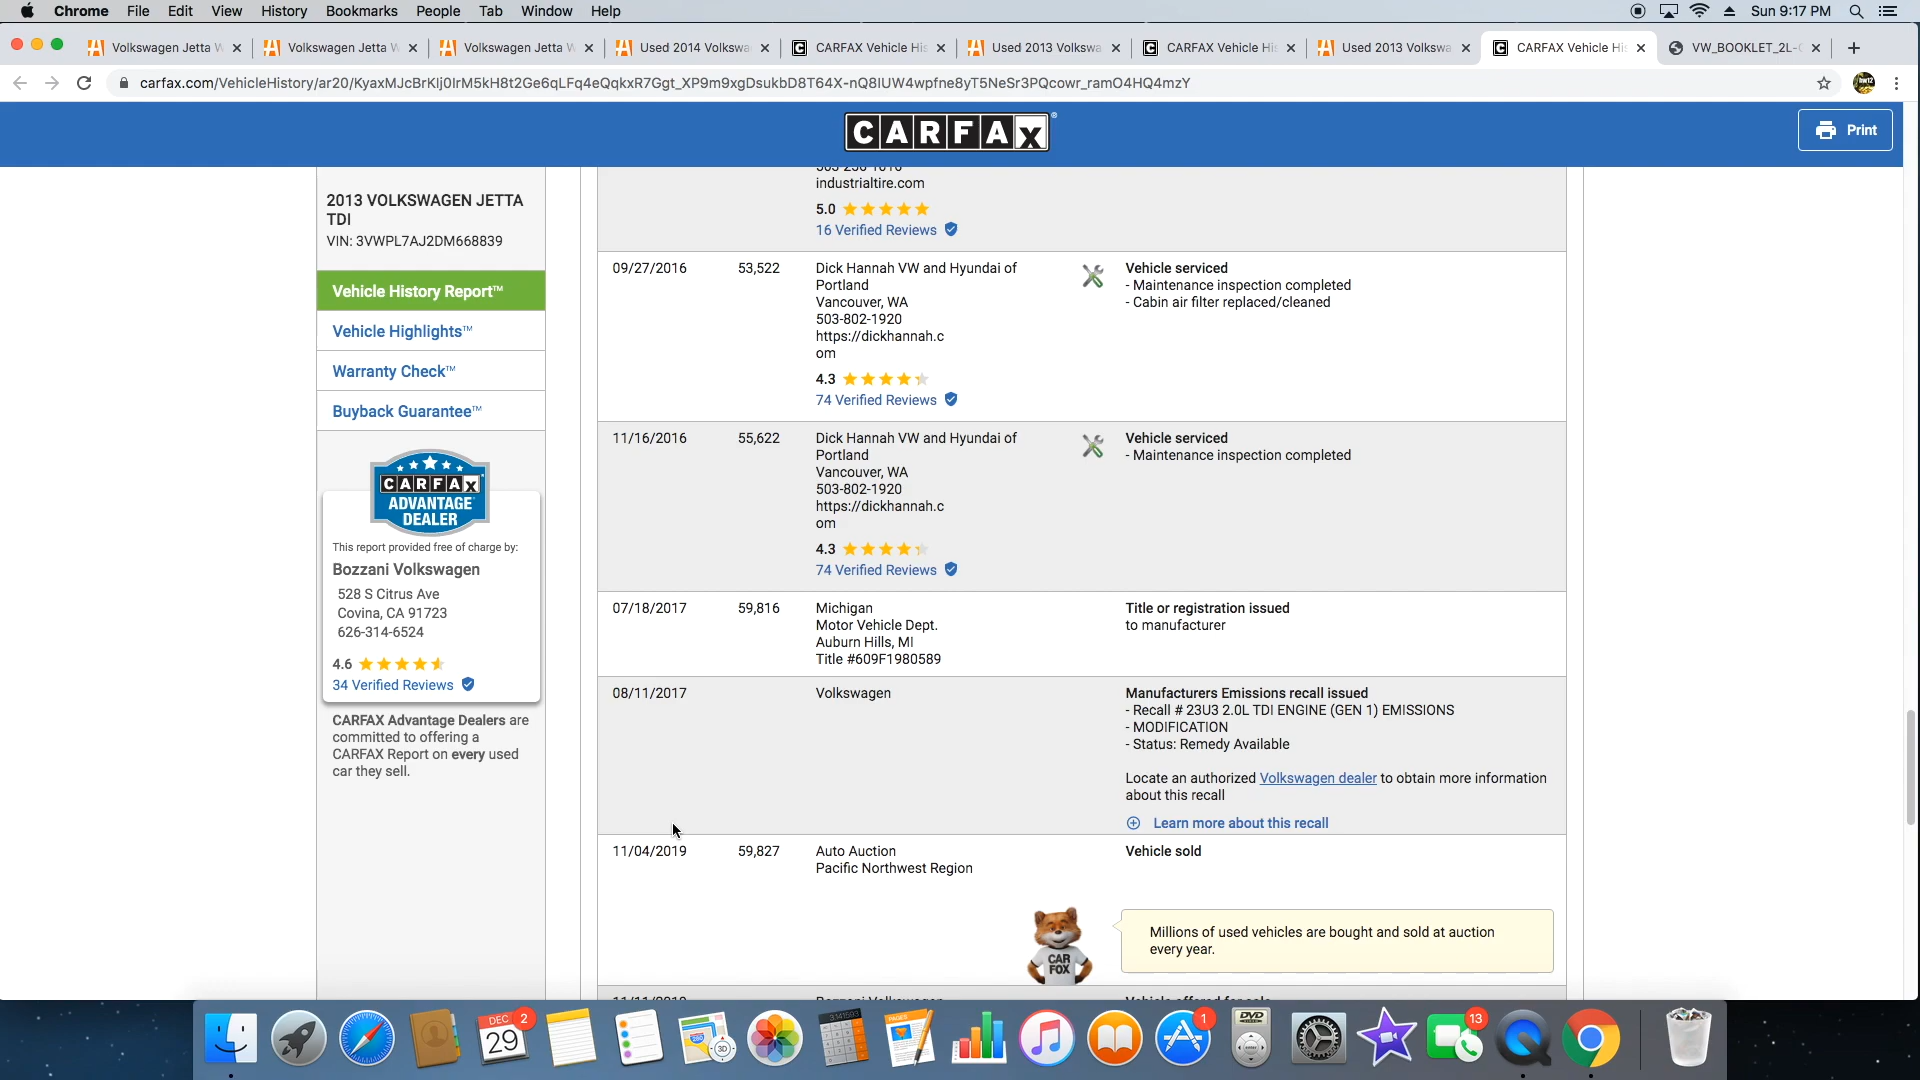 Chrome File Edit View History Bookmarks People Tab Window Help Sun 9:17 PM
Volkswagen Jetta W Volkswagen Jetta W Volkswagen Jetta W Used 2014 Volkswa CARFAX Vehicle His Used 2013 Volkswa CARFAX Vehicle His Used 2013 Volkswa CARFAX Vehicle His VW_BOOKLET_2L-
carfax.com/VehicleHistory/ar20/KyaxMJcBrKlj0IrM5kH8t2Ge6qLFq4eQqkxR7Ggt_XP9m9xgDsukbD8T64X-nQ8IUW4wpfne8yT5NeSr3PQcowr_ramO4HQ4mzY
CARFAX
Print
2013 VOLKSWAGEN JETTA
TDI
VIN: 3VWPL7AJ2DM668839
Vehicle History Report™
Vehicle Highlights™
Warranty Check™
Buyback Guarantee™
CARFAX
ADVANTAGE
DEALER
This report provided free of charge by:
Bozzani Volkswagen
528 S Citrus Ave
Covina, CA 91723
626-314-6524
4.6
34 Verified Reviews
CARFAX Advantage Dealers are
committed to offering a
CARFAX Report on every used
car they sell.
industrialtire.com
5.0
16 Verified Reviews
09/27/2016 53,522 Dick Hannah VW and Hyundai of Vehicle serviced
Portland - Maintenance inspection completed
Vancouver, WA - Cabin air filter replaced/cleaned
503-802-1920
https://dickhannah.c
om
4.3
74 Verified Reviews
11/16/2016 55,622 Dick Hannah VW and Hyundai of Vehicle serviced
Portland - Maintenance inspection completed
Vancouver, WA
503-802-1920
https://dickhannah.c
om
4.3
74 Verified Reviews
07/18/2017 59,816 Michigan Title or registration issued
Motor Vehicle Dept. to manufacturer
Auburn Hills, MI
Title #609F1980589
08/11/2017 Volkswagen Manufacturers Emissions recall issued
- Recall # 23U3 2.0L TDI ENGINE (GEN 1) EMISSIONS
- MODIFICATION
- Status: Remedy Available
Locate an authorized Volkswagen dealer to obtain more information
about this recall
Learn more about this recall
11/04/2019 59,827 Auto Auction Vehicle sold
Pacific Northwest Region
Millions of used vehicles are bought and sold at auction
every year.
CAR
FOX
DEC 2
29
PAGES
DVD
1
13